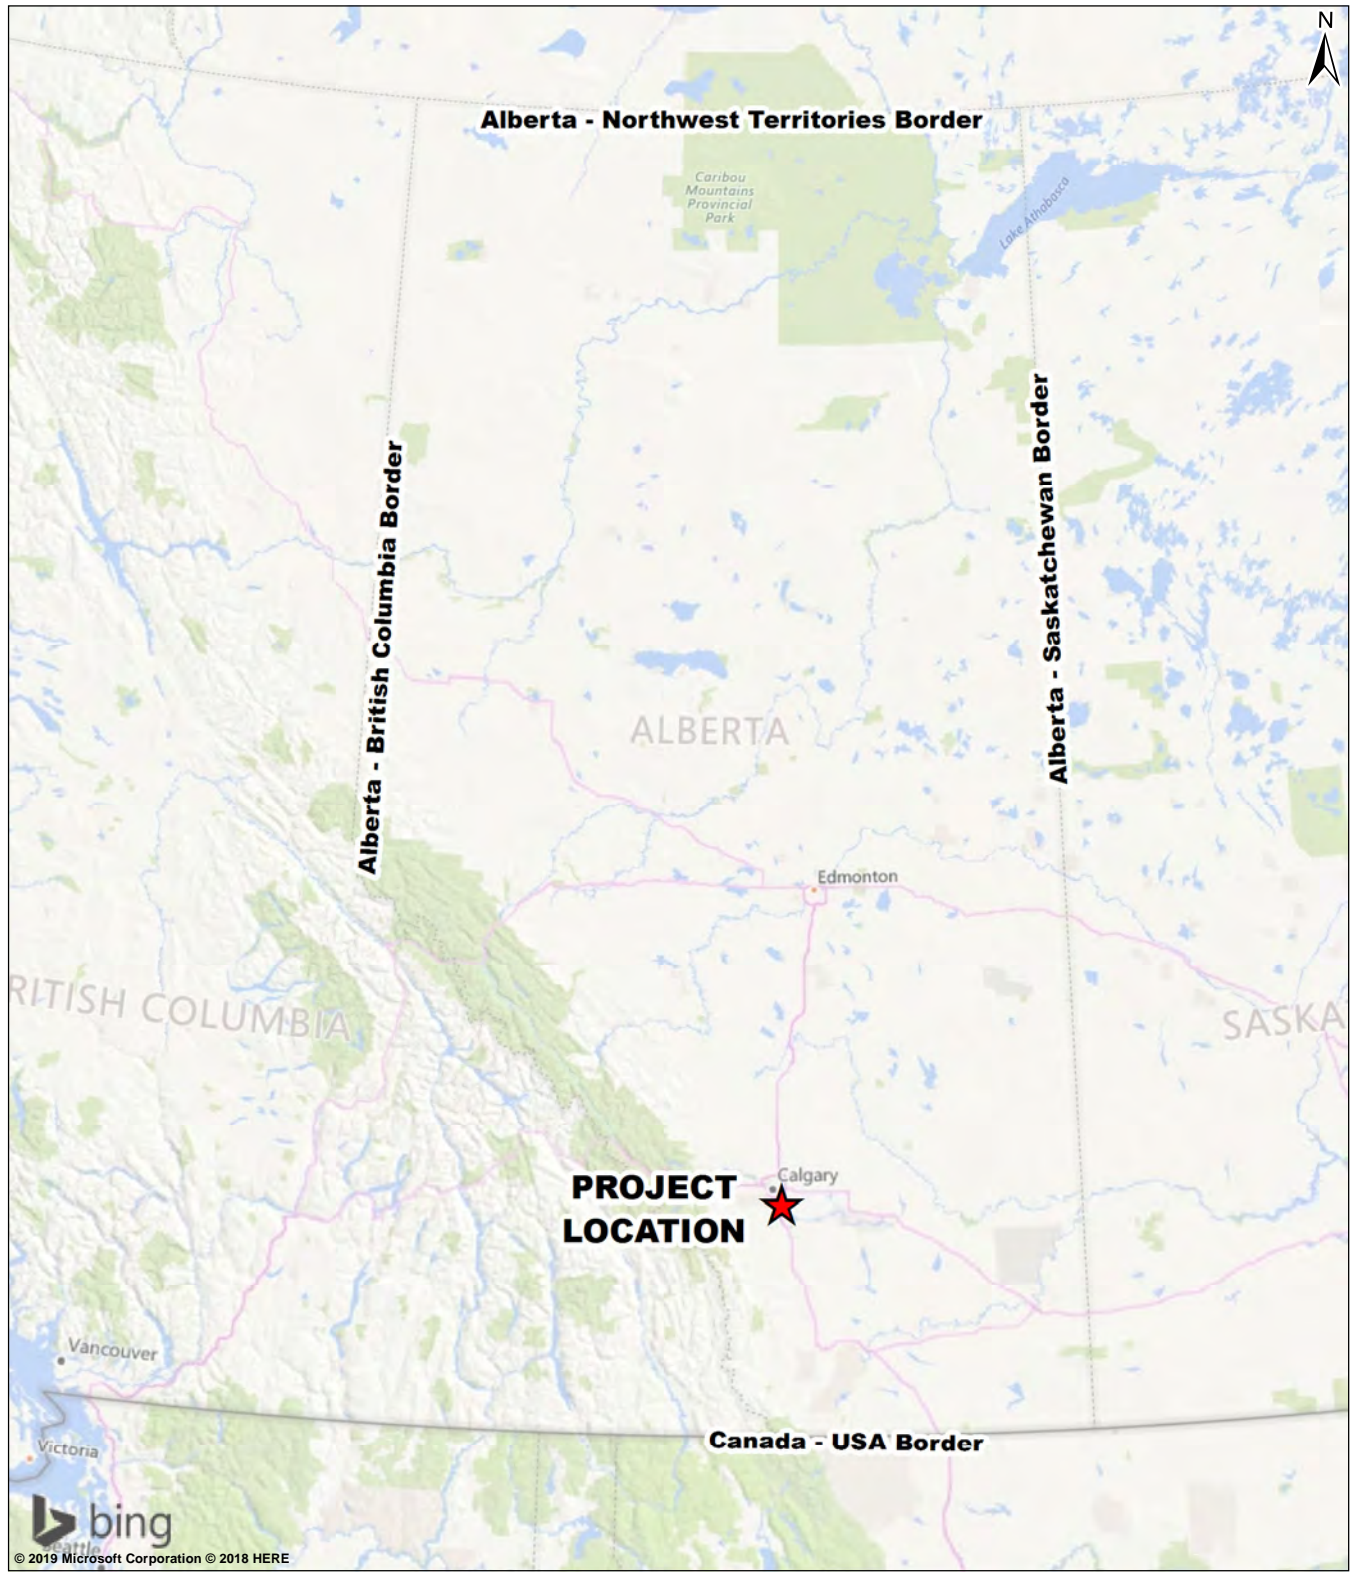 N
Alberta - Northwest Territories Border
Caribou
Mountains
Provincial
Park
Lake Athabasca
Alberta - British Columbia Border
Alberta - Saskatchewan Border
ALBERTA
Edmonton
RITISH COLUMBIA
SASKA
Calgary
PROJECT
LOCATION
Vancouver
Canada - USA Border
Victoria
bing
Seattle
© 2019 Microsoft Corporation © 2018 HERE